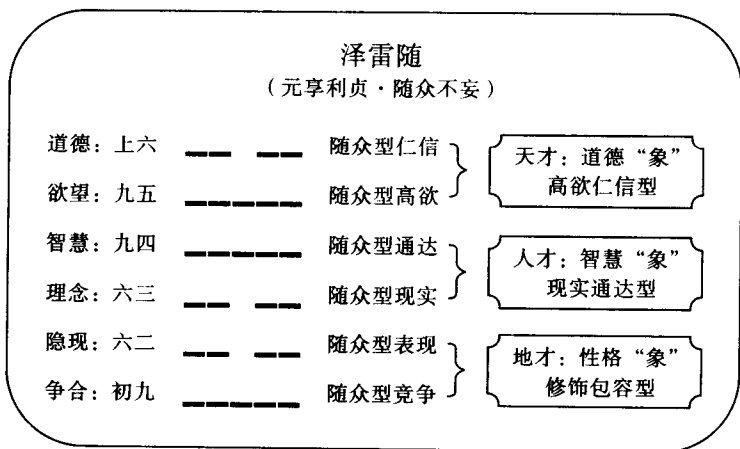 泽雷随
（元享利贞·随众不妄）
道德：上六 随众型仁信
欲望：九五 随众型高欲
天才：道德“象”
高欲仁信型
智慧：九四 随众型通达
理念：六三 随众型现实
人才：智慧“象”
现实通达型
隐现：六二 随众型表现
争合：初九 随众型竞争
地才：性格“象”
修饰包容型